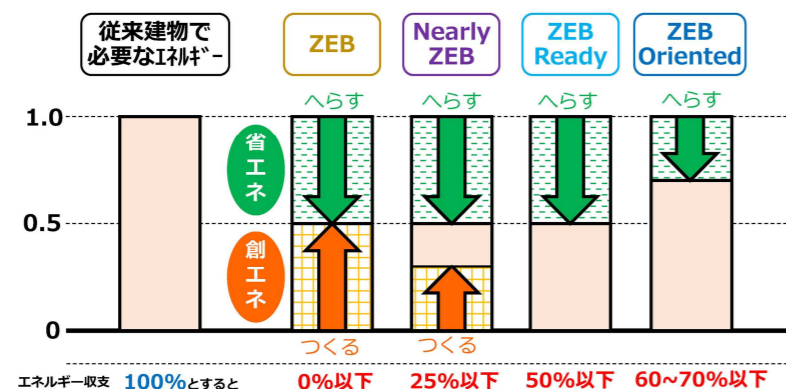 従来建物で
必要なｴﾈﾙｷﾞｰ
ZEB
Nearly
ZEB
ZEB
Ready
ZEB
Oriented
へらす
へらす
へらす
へらす
1.0
省エネ
0.5
創エネ
0
つくる
つくる
エネルギー収支 100%とすると 0%以下 25%以下 50%以下 60~70%以下